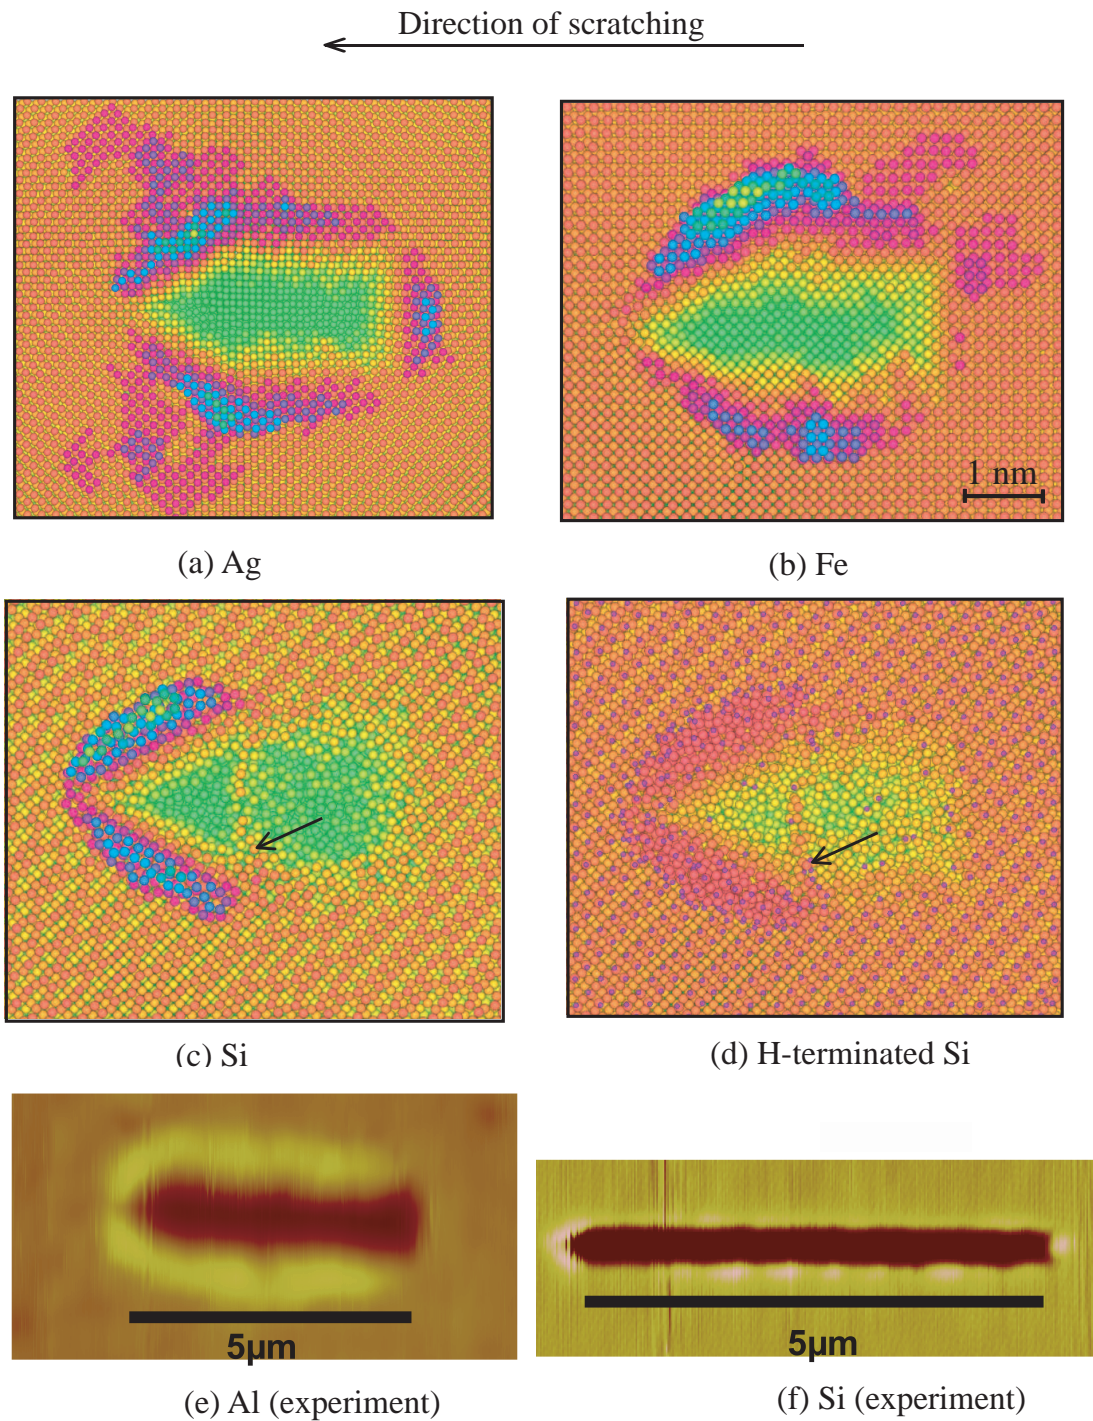 Direction of scratching
1 nm
(a) Ag
(b) Fe
(c) Si
(d) H-terminated Si
5μm
5μm
(e) Al (experiment)
(f) Si (experiment)